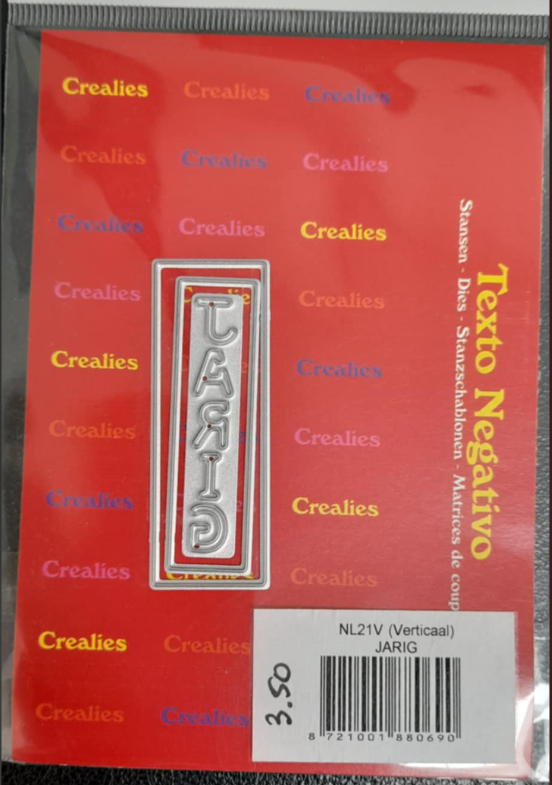 Crealies Crealies Crealies
Crealies Crealies Crealies
Crealies Crealies Crealies
Crealies Crealies
Crealies Crealies
Crealies Crealies
Crealies Crealies
Crealies Crealies
Crealies Crealies
Crealies Crealies
JARIG
Texto Negativo
Stansen - Dies - Stanzschablonen - Matrices de coup
NL21V (Verticaal)
JARIG
3.50
8 721001 880690